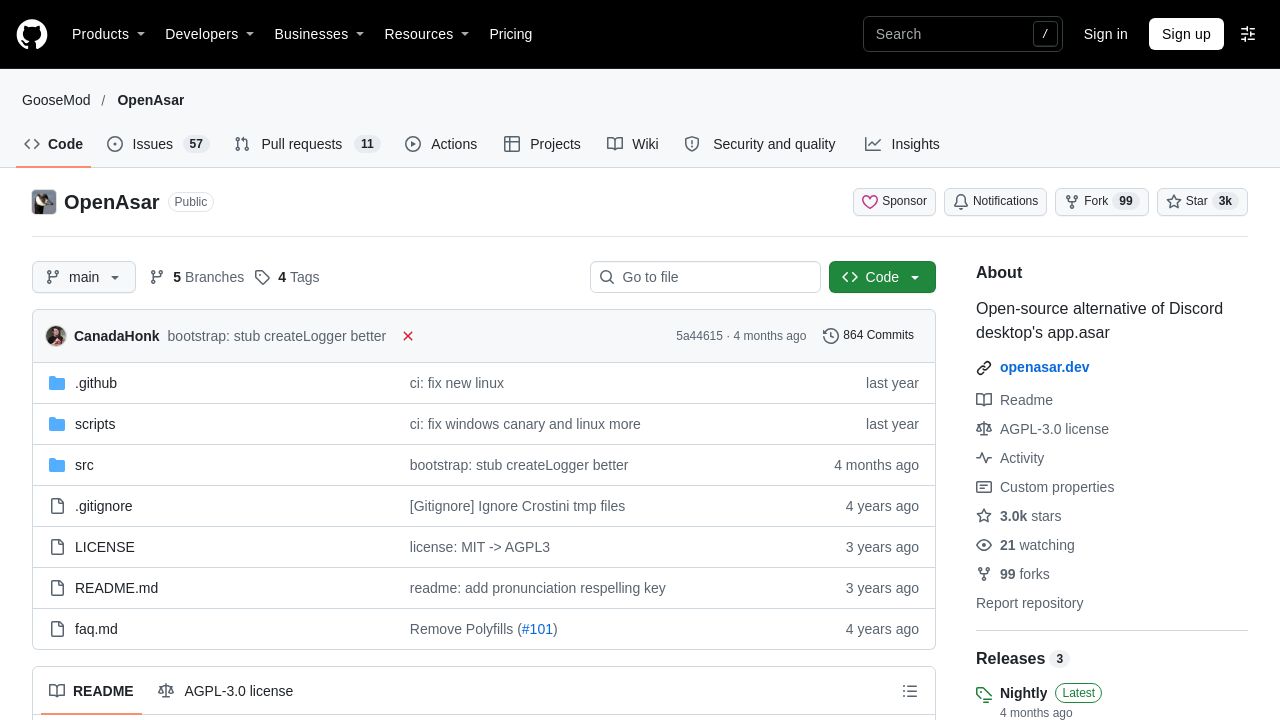 Products Developers Businesses Resources Pricing Search / Sign in Sign up
GooseMod / OpenAsar
Code Issues 57 Pull requests 11 Actions Projects Wiki Security and quality Insights
OpenAsar Public Sponsor Notifications Fork 99 Star 3k
main 5 Branches 4 Tags Go to file Code
CanadaHonk bootstrap: stub createLogger better 5a44615 · 4 months ago 864 Commits
.github ci: fix new linux last year
scripts ci: fix windows canary and linux more last year
src bootstrap: stub createLogger better 4 months ago
.gitignore [Gitignore] Ignore Crostini tmp files 4 years ago
LICENSE license: MIT -> AGPL3 3 years ago
README.md readme: add pronunciation respelling key 3 years ago
faq.md Remove Polyfills (#101) 4 years ago
README AGPL-3.0 license
About
Open-source alternative of Discord
desktop's app.asar
openasar.dev
Readme
AGPL-3.0 license
Activity
Custom properties
3.0k stars
21 watching
99 forks
Report repository
Releases 3
Nightly Latest
4 months ago